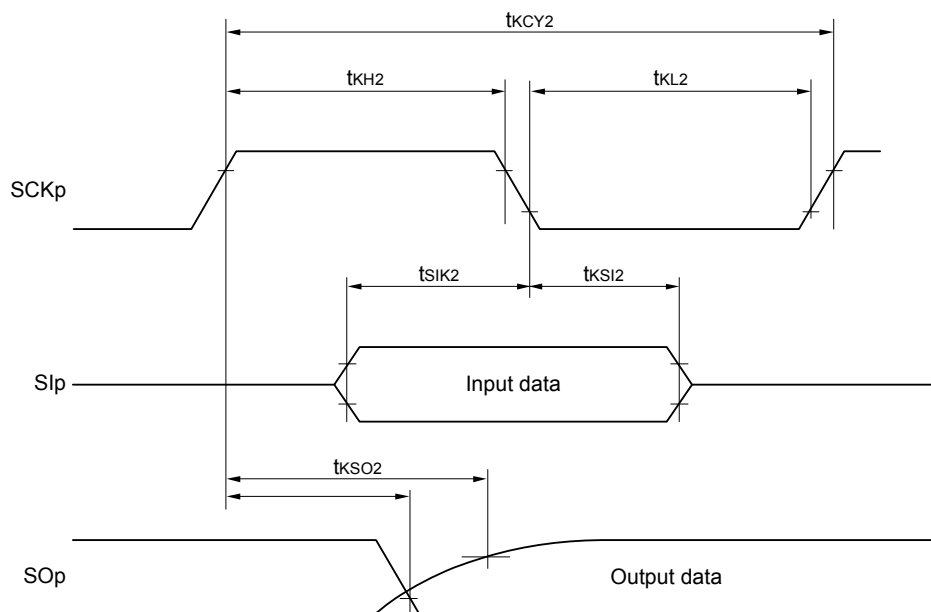 tKCY2
tKH2 tKL2
SCKp
tSIK2 tKSI2
SIp Input data
tKSO2
SOp Output data